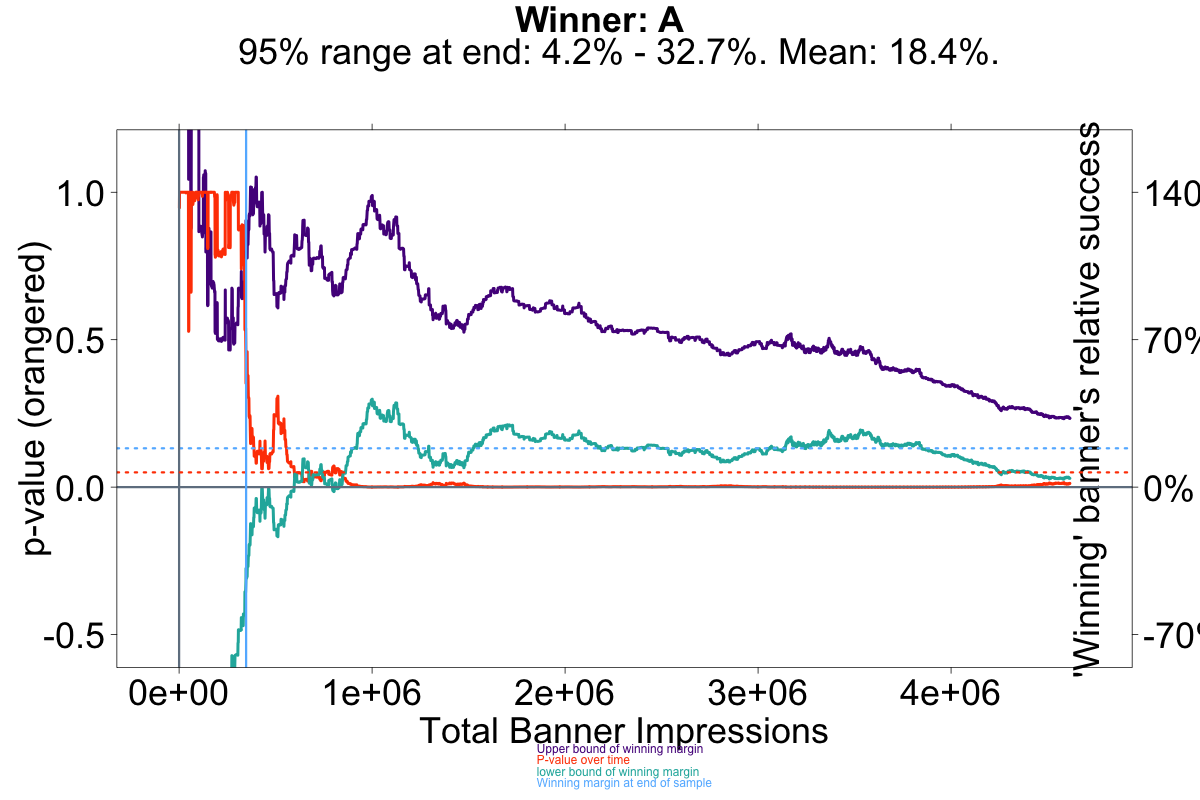 Winner: A
95% range at end: 4.2% - 32.7%. Mean: 18.4%.
p-value (orangered)
1.0
0.5
0.0
-0.5
140
70%
0%
-70%
'Winning' banner's relative success
0e+00
1e+06
2e+06
3e+06
4e+06
Total Banner Impressions
Upper bound of winning margin
P-value over time
lower bound of winning margin
Winning margin at end of sample